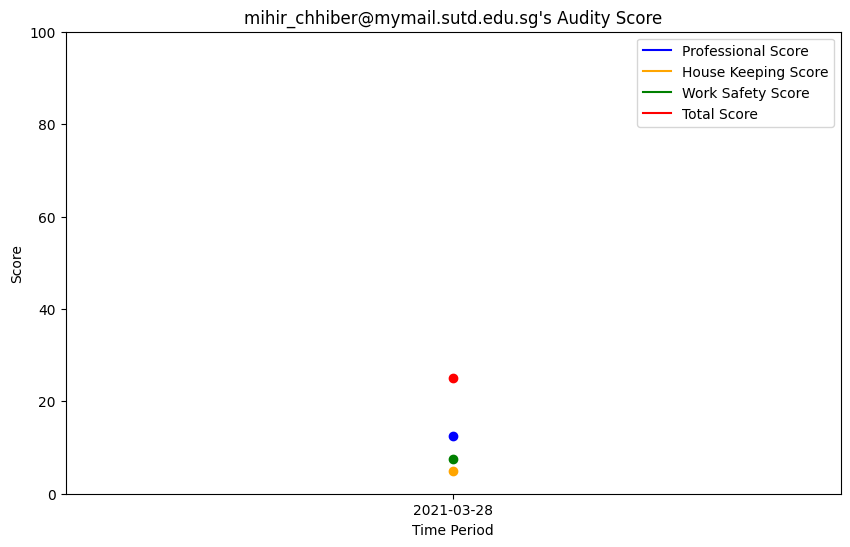 mihir_chhiber@mymail.sutd.edu.sg's Audity Score
100
80
60
40
20
0
Score
Professional Score
House Keeping Score
Work Safety Score
Total Score
2021-03-28
Time Period